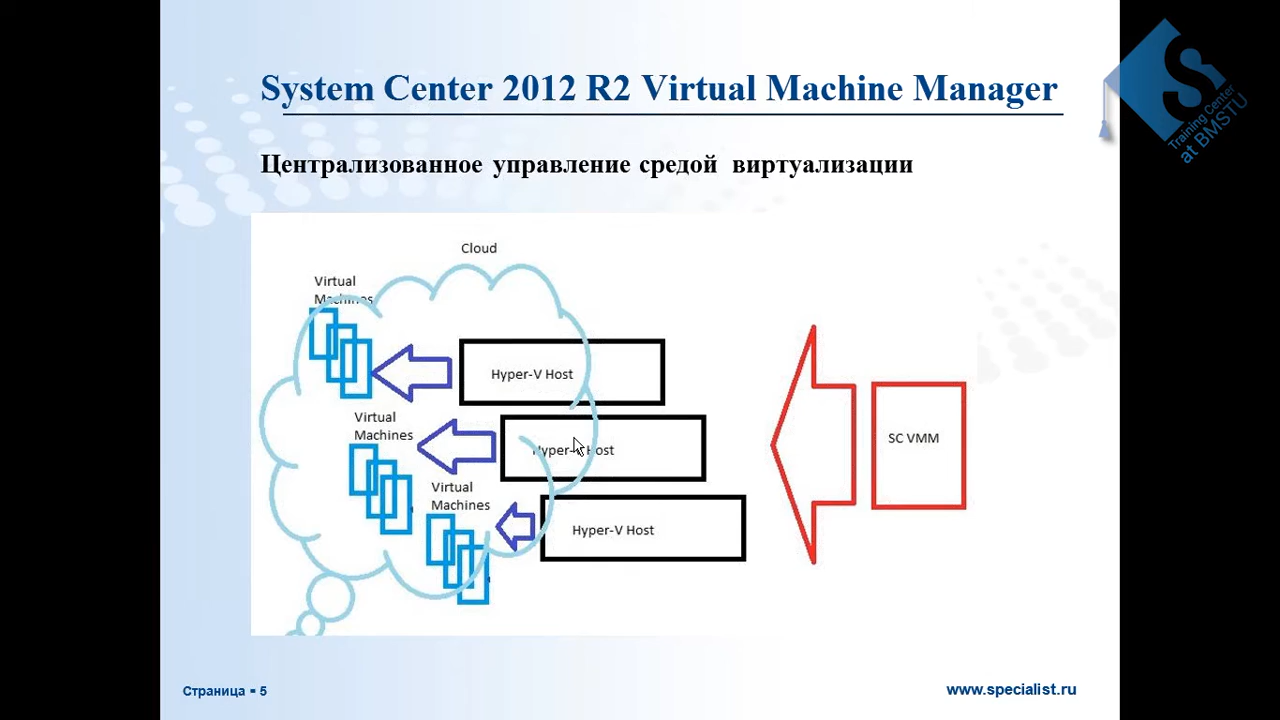 System Center 2012 R2 Virtual Machine Manager
Централизованное управление средой виртуализации
Cloud
Virtual
Machines
Hyper-V Host
Virtual
Machines
Hyper-V Host
Virtual
Machines
Hyper-V Host
SC VMM
Страница ▪ 5
www.specialist.ru
S
Training Center
at BMSTU